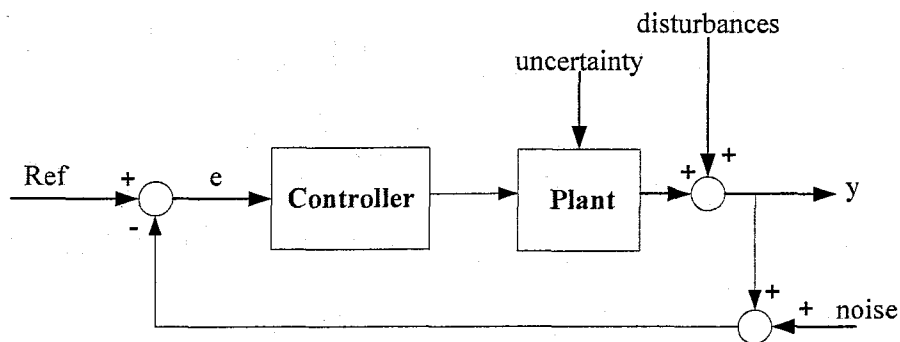 disturbances
uncertainty
Ref
+
e
Controller
Plant
+
+
y
-
+
+
noise